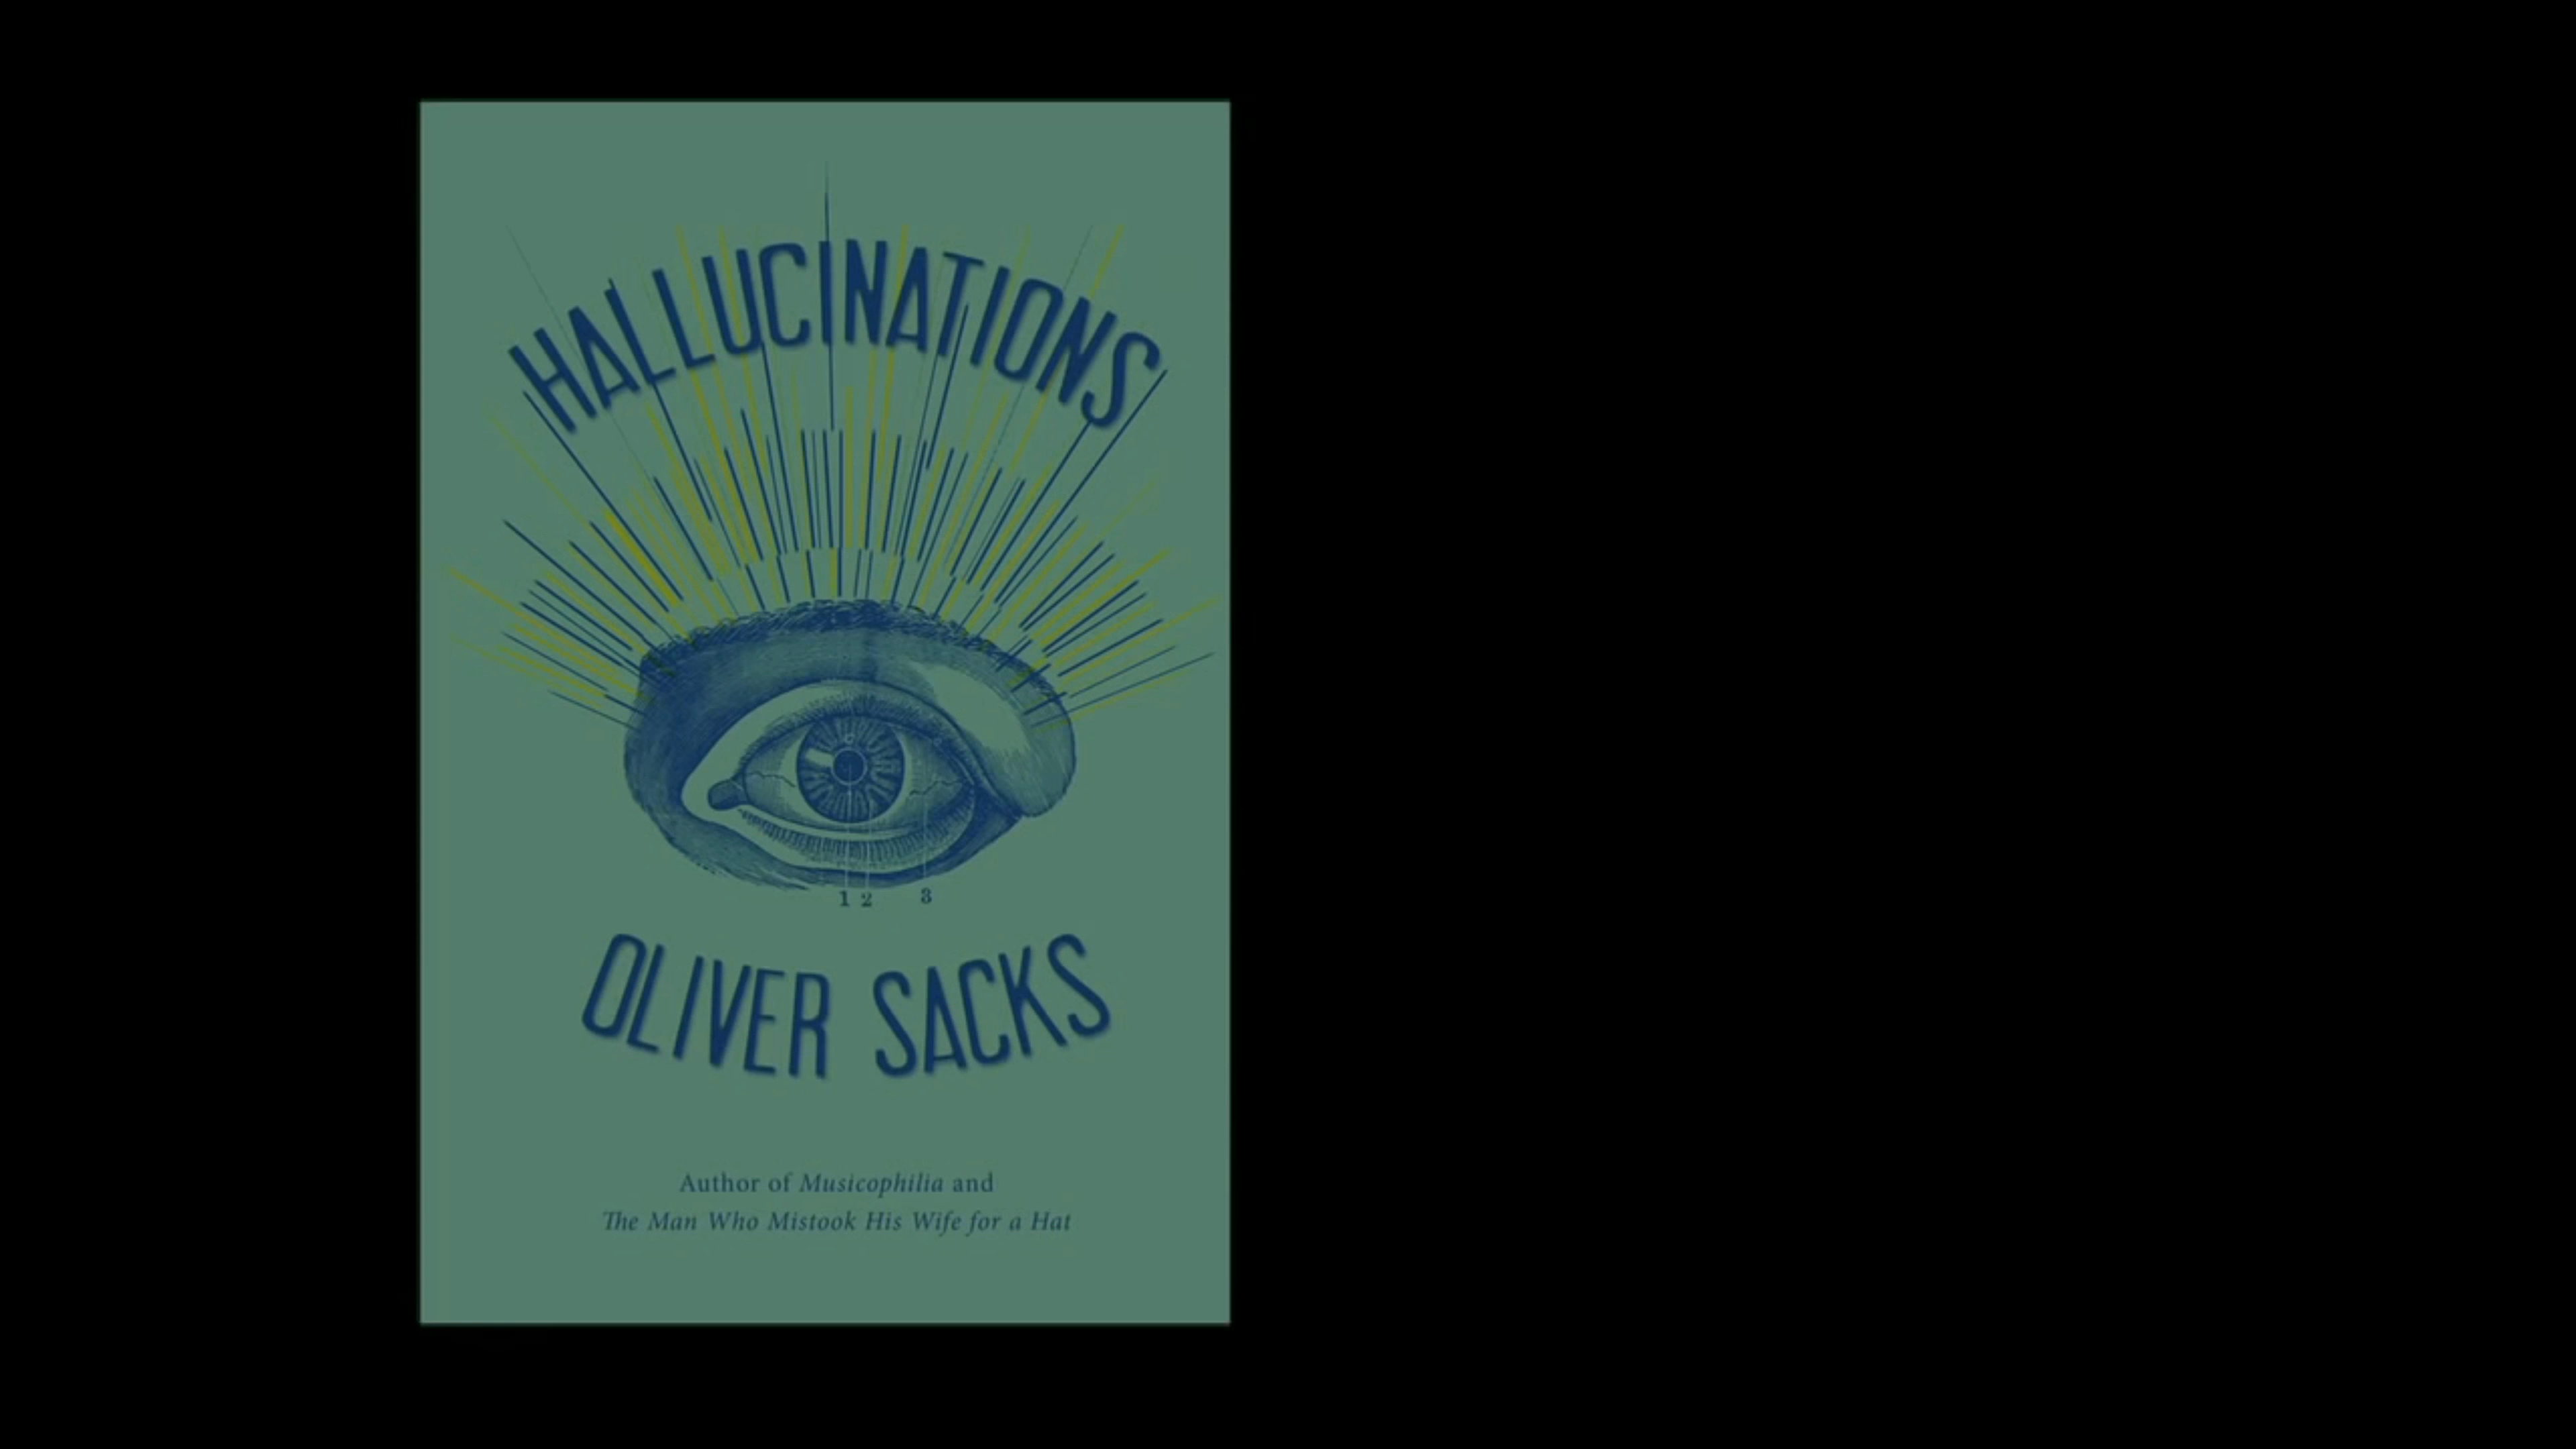 HALLUCINATIONS
1 2 3
OLIVER SACKS
Author of Musicophilia and
The Man Who Mistook His Wife for a Hat